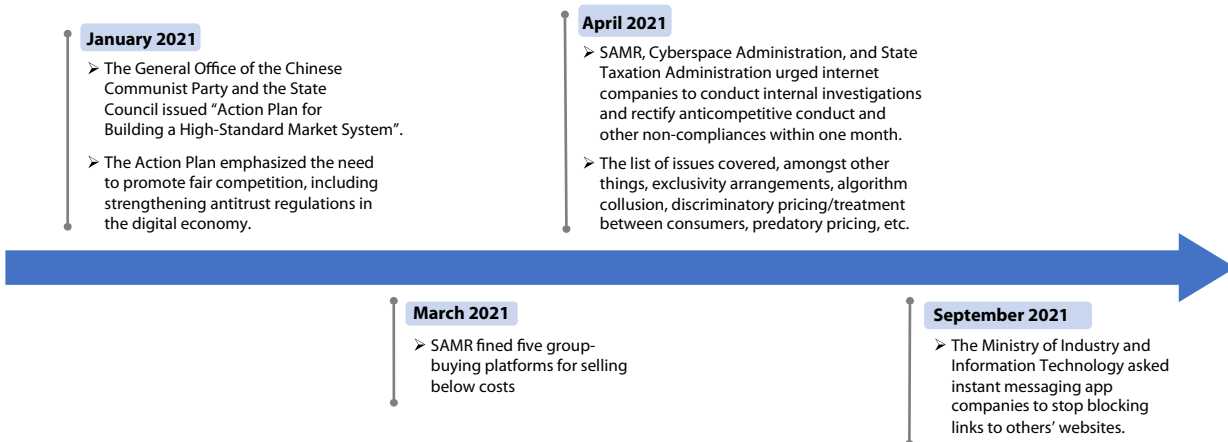 January 2021
➢ The General Office of the Chinese
Communist Party and the State
Council issued “Action Plan for
Building a High-Standard Market System”.
➢ The Action Plan emphasized the need
to promote fair competition, including
strengthening antitrust regulations in
the digital economy.
March 2021
➢ SAMR fined five group-
buying platforms for selling
below costs
April 2021
➢ SAMR, Cyberspace Administration, and State
Taxation Administration urged internet
companies to conduct internal investigations
and rectify anticompetitive conduct and
other non-compliances within one month.
➢ The list of issues covered, amongst other
things, exclusivity arrangements, algorithm
collusion, discriminatory pricing/treatment
between consumers, predatory pricing, etc.
September 2021
➢ The Ministry of Industry and
Information Technology asked
instant messaging app
companies to stop blocking
links to others’ websites.